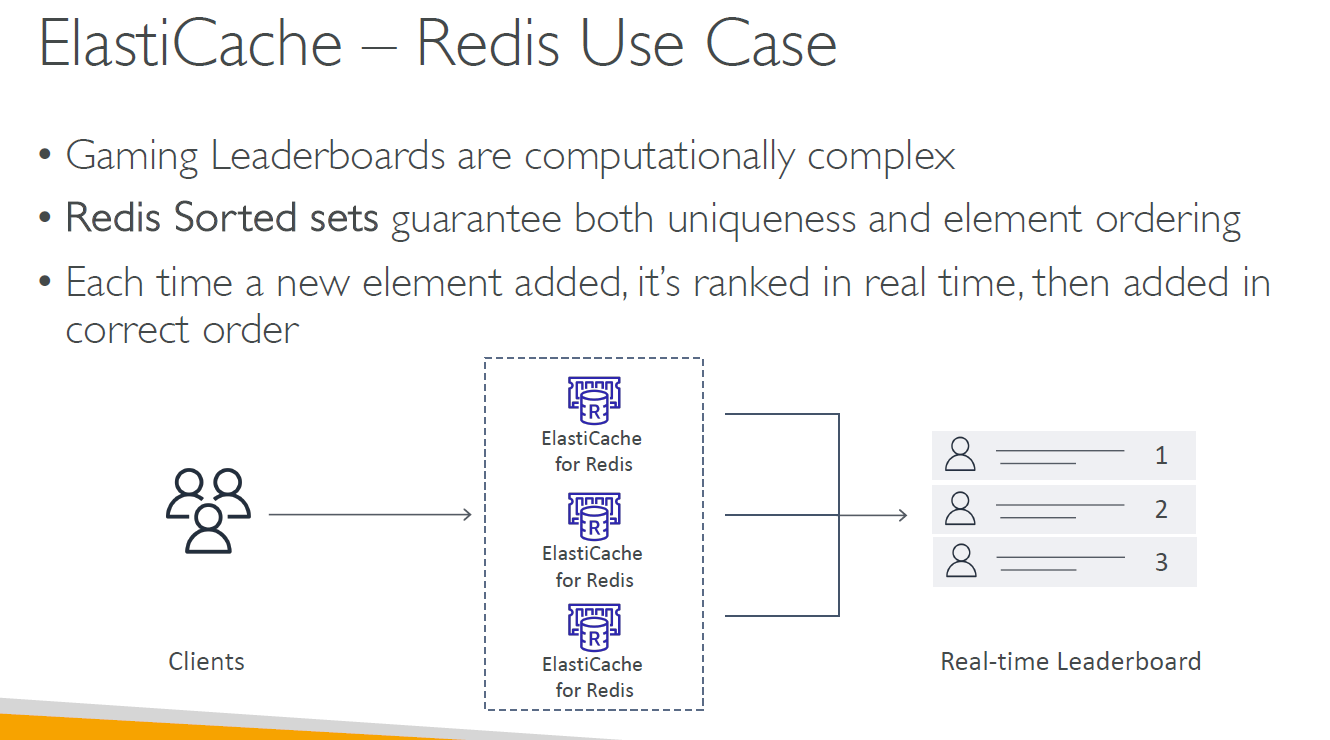 ElastiCache – Redis Use Case
• Gaming Leaderboards are computationally complex
• Redis Sorted sets guarantee both uniqueness and element ordering
• Each time a new element added, it's ranked in real time, then added in
correct order
R
ElastiCache
for Redis
R
ElastiCache
for Redis
R
ElastiCache
for Redis
1
2
3
Clients
Real-time Leaderboard